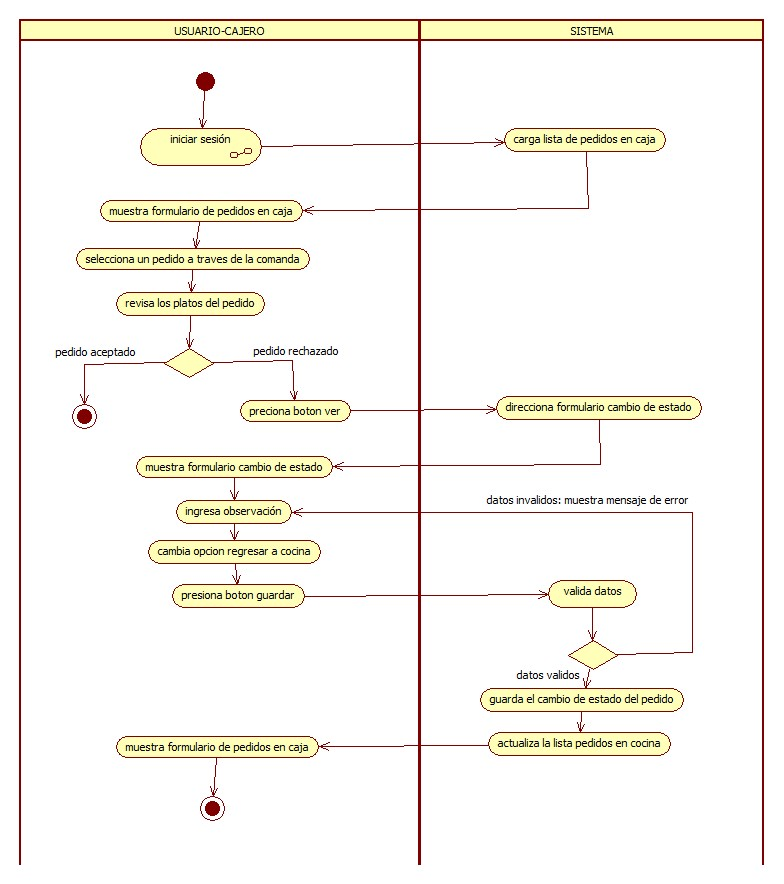 USUARIO-CAJERO
SISTEMA
iniciar sesión
carga lista de pedidos en caja
muestra formulario de pedidos en caja
selecciona un pedido a traves de la comanda
revisa los platos del pedido
pedido aceptado
pedido rechazado
preciona boton ver
direcciona formulario cambio de estado
muestra formulario cambio de estado
datos invalidos: muestra mensaje de error
ingresa observación
cambia opcion regresar a cocina
presiona boton guardar
valida datos
datos validos
guarda el cambio de estado del pedido
actualiza la lista pedidos en cocina
muestra formulario de pedidos en caja